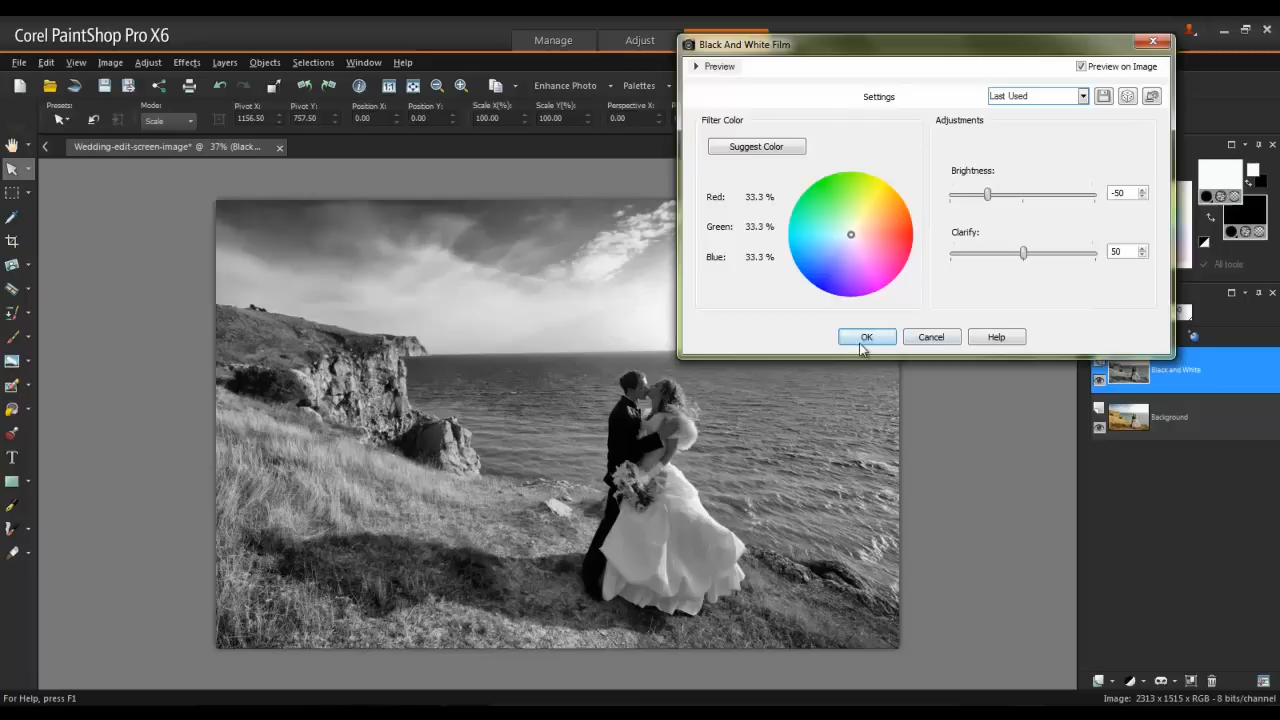 Corel PaintShop Pro X6
Manage
Adjust
File Edit View Image Adjust Effects Layers Objects Selections Window Help
Enhance Photo
Palettes
Presets:
Mode:
Scale
Pivot X:
1156.50
Pivot Y:
757.50
Position X:
0.00
Position Y:
0.00
Scale X(%):
100.00
Scale Y(%):
100.00
Perspective X:
0.00
Wedding-edit-screen-image* @ 37% (Black...
Black And White Film
Preview
Preview on Image
Settings
Last Used
Filter Color
Suggest Color
Red: 33.3 %
Green: 33.3 %
Blue: 33.3 %
Adjustments
Brightness:
-50
Clarify:
50
OK
Cancel
Help
All tools
Black and White
Background
For Help, press F1
Image: 2313 x 1515 x RGB - 8 bits/channel